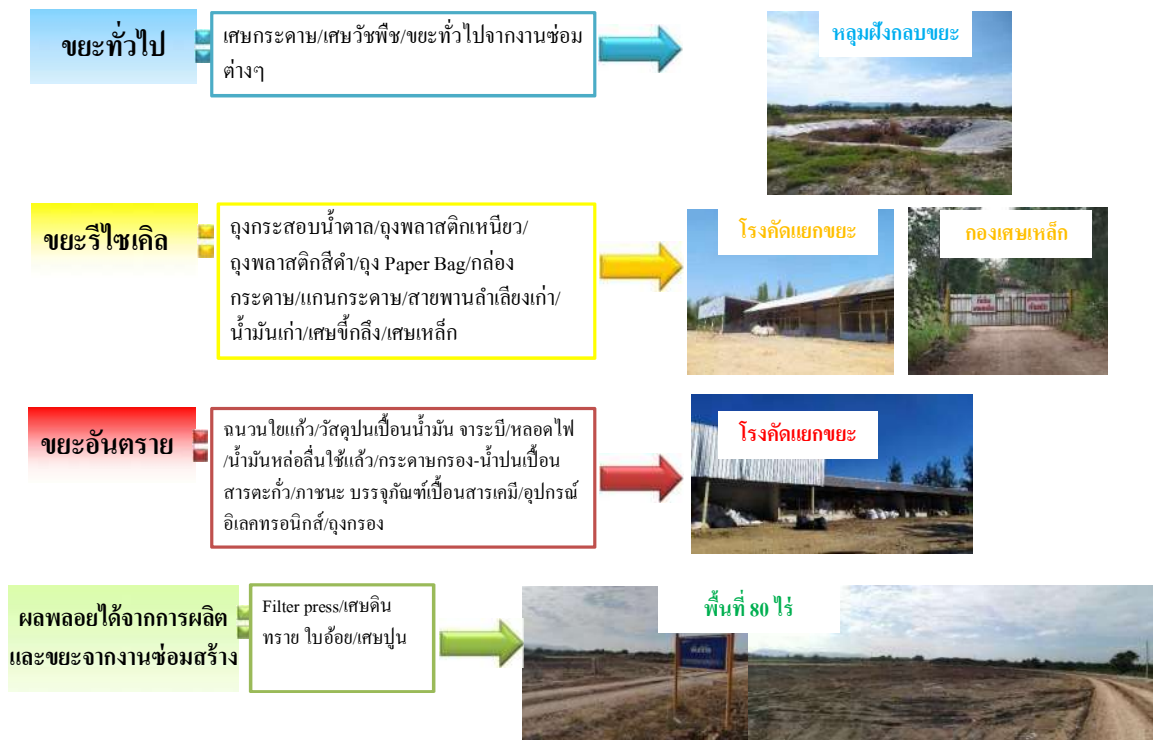 ขยะทั่วไป
เศษกระดาษ/เศษวัชพืช/ขยะทั่วไปจากงานซ่อม
ต่างๆ
หลุมฝังกลบขยะ
ขยะรีไซเคิล
ถุงกระสอบน้ำตาล/ถุงพลาสติกเหนียว/
ถุงพลาสติกสีดำ/ถุง Paper Bag/กล่อง
กระดาษ/แกนกระดาษ/สายพานลำเลียงเก่า/
น้ำมันเก่า/เศษขี้กลึง/เศษเหล็ก
โรงคัดแยกขยะ
กองเศษเหล็ก
ขยะอันตราย
ฉนวนใยแก้ว/วัสดุปนเปื้อนน้ำมัน จาระบี/หลอดไฟ
/น้ำมันหล่อลื่นใช้แล้ว/กระดาษกรอง-น้ำปนเปื้อน
สารตะกั่ว/ภาชนะ บรรจุภัณฑ์เปื้อนสารเคมี/อุปกรณ์
อิเลคทรอนิกส์/ถุงกรอง
โรงคัดแยกขยะ
ผลพลอยได้จากการผลิต
และขยะจากงานซ่อมสร้าง
Filter press/เศษดิน
ทราย ใบอ้อย/เศษปูน
พื้นที่ 80 ไร่